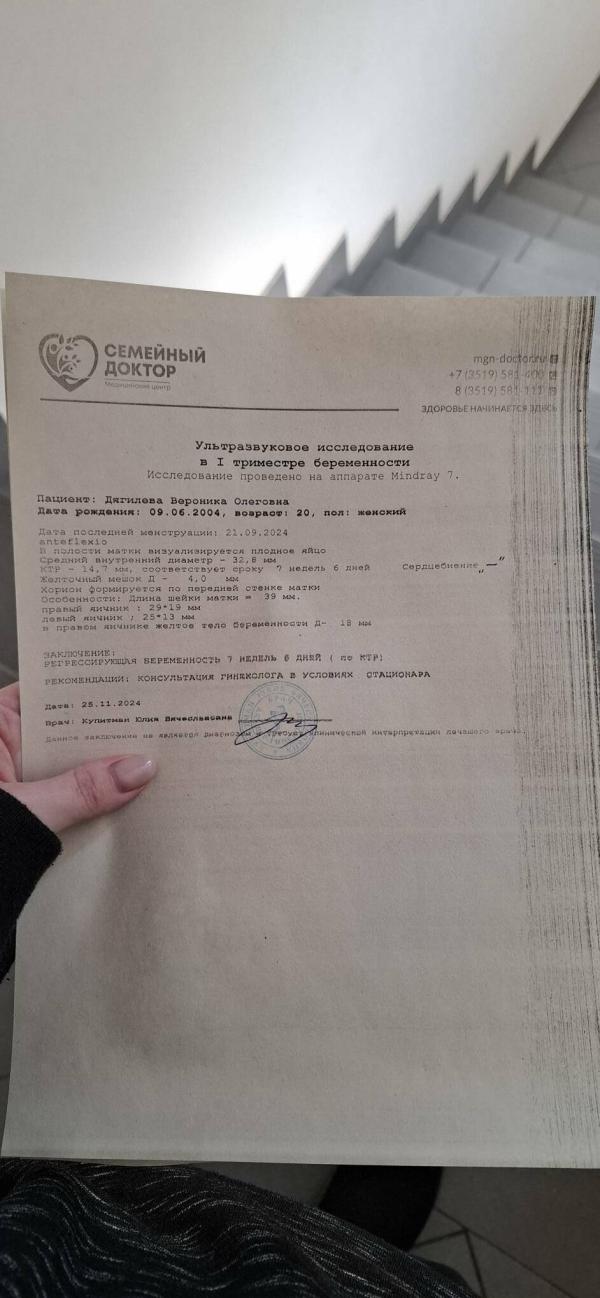 СЕМЕЙНЫЙ
ДОКТОР
Медицинский центр
mgn-doctor.ru
+7 (3519) 581-400
8 (3519) 581-111
ЗДОРОВЬЕ НАЧИНАЕТСЯ ЗДЕСЬ
Ультразвуковое исследование
в I триместре беременности
Исследование проведено на аппарате Mindray 7.
Пациент: Дягилева Вероника Олеговна
Дата рождения: 09.06.2004, возраст: 20, пол: женский
Дата последней менструации: 21.09.2024
anteflexio
В полости матки визуализируется плодное яйцо
Средний внутренний диаметр - 32,8 мм
КТР - 14,7 мм, соответствует сроку 7 недель 6 дней Сердцебиение „—"
Желточный мешок Д - 4,0 мм
Хорион формируется по передней стенке матки
Особенности: Длина шейки матки = 39 мм.
правый яичник : 29*19 мм
левый яичник ; 25*13 мм
в правом яичнике желтое тело беременности Д- 18 мм
ЗАКЛЮЧЕНИЕ:
РЕГРЕССИРУЮЩАЯ БЕРЕМЕННОСТЬ 7 НЕДЕЛЬ 6 ДНЕЙ ( по КТР)
РЕКОМЕНДАЦИИ: КОНСУЛЬТАЦИЯ ГИНЕКОЛОГА В УСЛОВИЯХ СТАЦИОНАРА
Дата: 25.11.2024
Врач: Купитман Юлия Вячеславовна
Данное заключение не является диагнозом и требует клинической интерпретации лечащего врача.